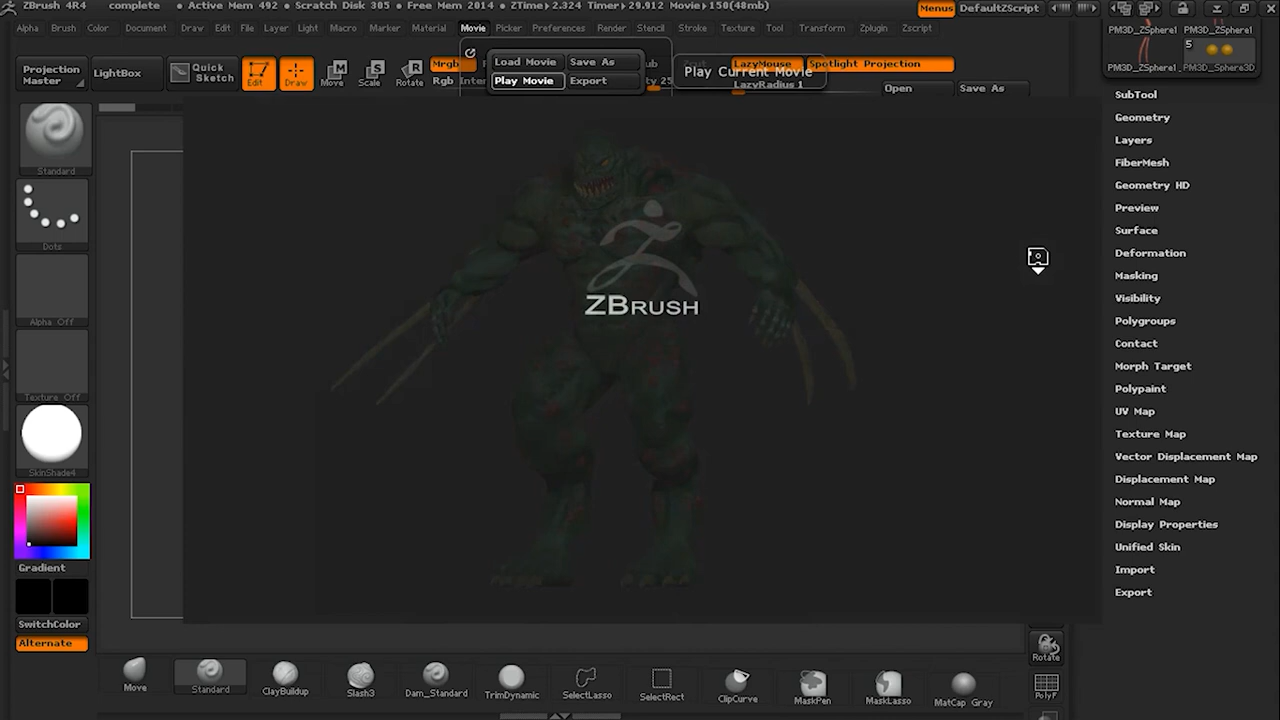 ZBrush 4R4 complete • Active Mem 492 • Scratch Disk 305 • Free Mem 2014 • ZTime▸2.324 Timer▸29.912 Movie▸150(48mb) Menus DefaultZScript
Alpha Brush Color Document Draw Edit File Layer Light Macro Marker Material Movie Picker Preferences Render Stencil Stroke Texture Tool Transform Zplugin Zscript
PM3D_ZSphere1 PM3D_ZSphere1
5
PM3D_ZSphere1 PM3D_Sphere3D
Projection Master
LightBox
Quick Sketch
Edit
Draw
Move
Scale
Rotate
Mrgb
Rgb
Load Movie Save As
Play Movie Export
Play Current Movie
LazyMouse
Spotlight Projection
LazyRadius 1
Open
Save As
Standard
Dots
Alpha Off
Texture Off
SkinShade4
Gradient
SwitchColor
Alternate
ZBRUSH
SubTool
Geometry
Layers
FiberMesh
Geometry HD
Preview
Surface
Deformation
Masking
Visibility
Polygroups
Contact
Morph Target
Polypaint
UV Map
Texture Map
Vector Displacement Map
Displacement Map
Normal Map
Display Properties
Unified Skin
Import
Export
Rotate
PolyF
Move Standard ClayBuildup Slash3 Dam_Standard TrimDynamic SelectLasso SelectRect ClipCurve MaskPen MaskLasso MatCap Gray